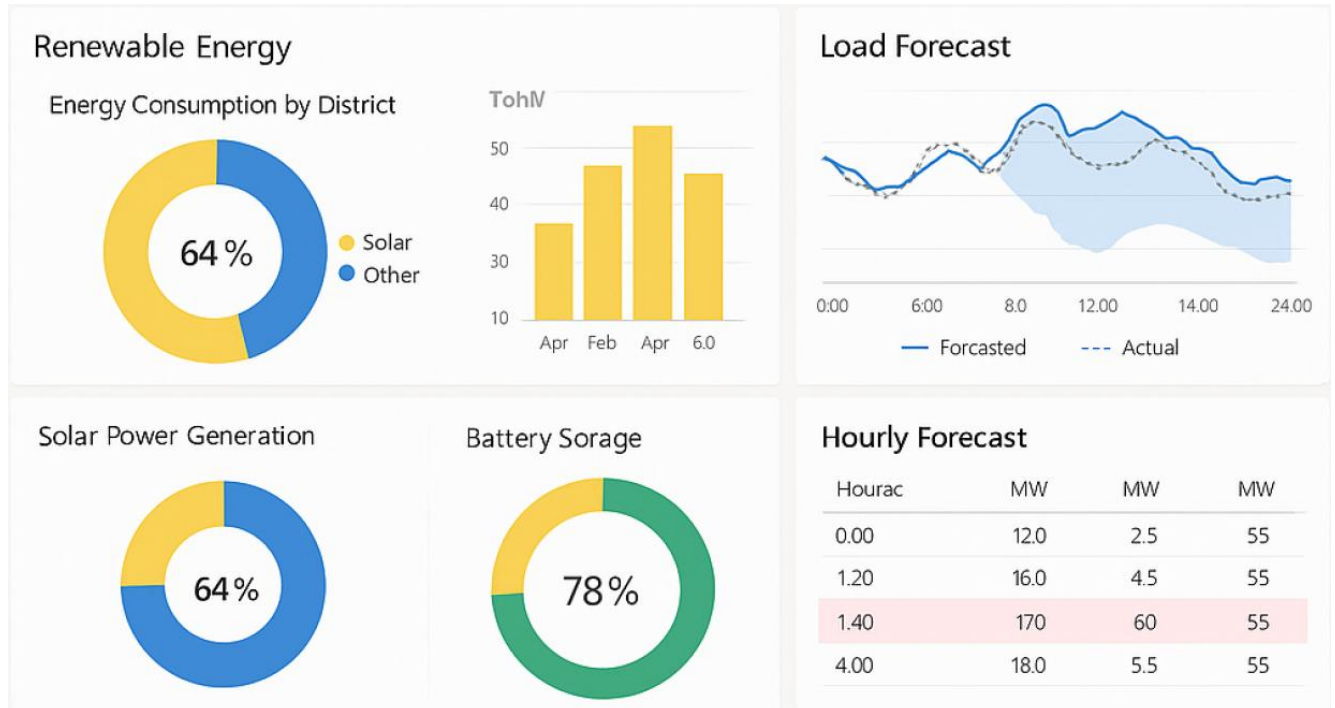 Renewable Energy
Energy Consumption by District
64 %
Solar
Other
TohN
50
40
30
10
Apr Feb Apr 6.0
Load Forecast
0:00 6:00 8.0 12.00 14.00 24.00
Forcasted Actual
Solar Power Generation
64%
Battery Sorage
78%
Hourly Forecast
Hourac MW MW MW
0.00 12.0 2.5 55
1.20 16.0 4.5 55
1.40 170 60 55
4.00 18.0 5.5 55